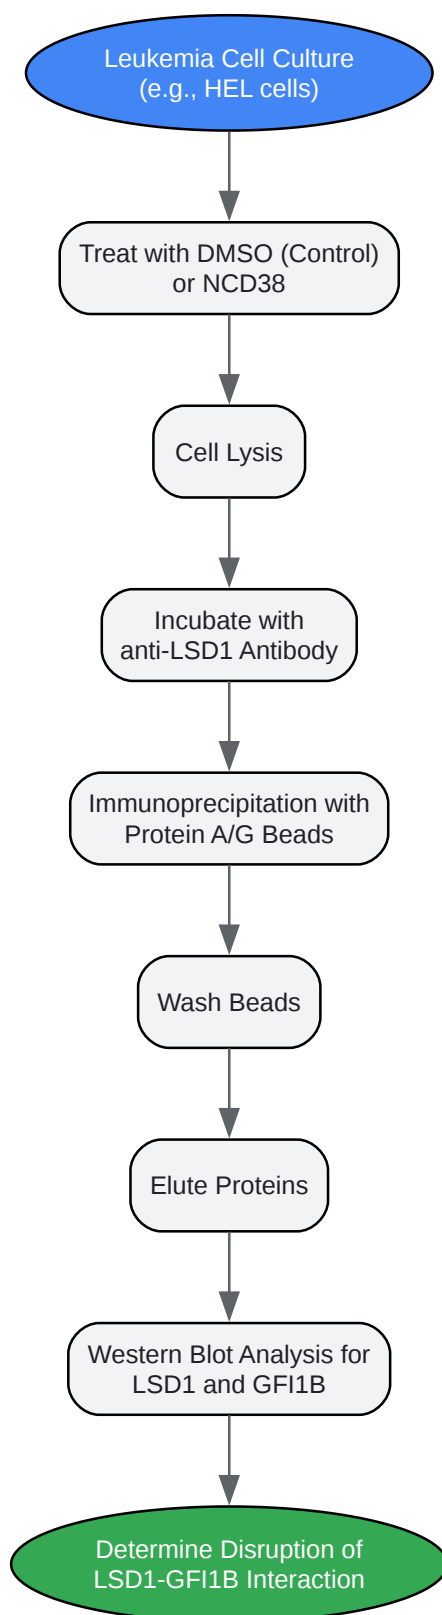 Leukemia Cell Culture
(e.g., HEL cells)
Treat with DMSO (Control)
or NCD38
Cell Lysis
Incubate with
anti-LSD1 Antibody
Immunoprecipitation with
Protein A/G Beads
Wash Beads
Elute Proteins
Western Blot Analysis for
LSD1 and GFI1B
Determine Disruption of
LSD1-GFI1B Interaction